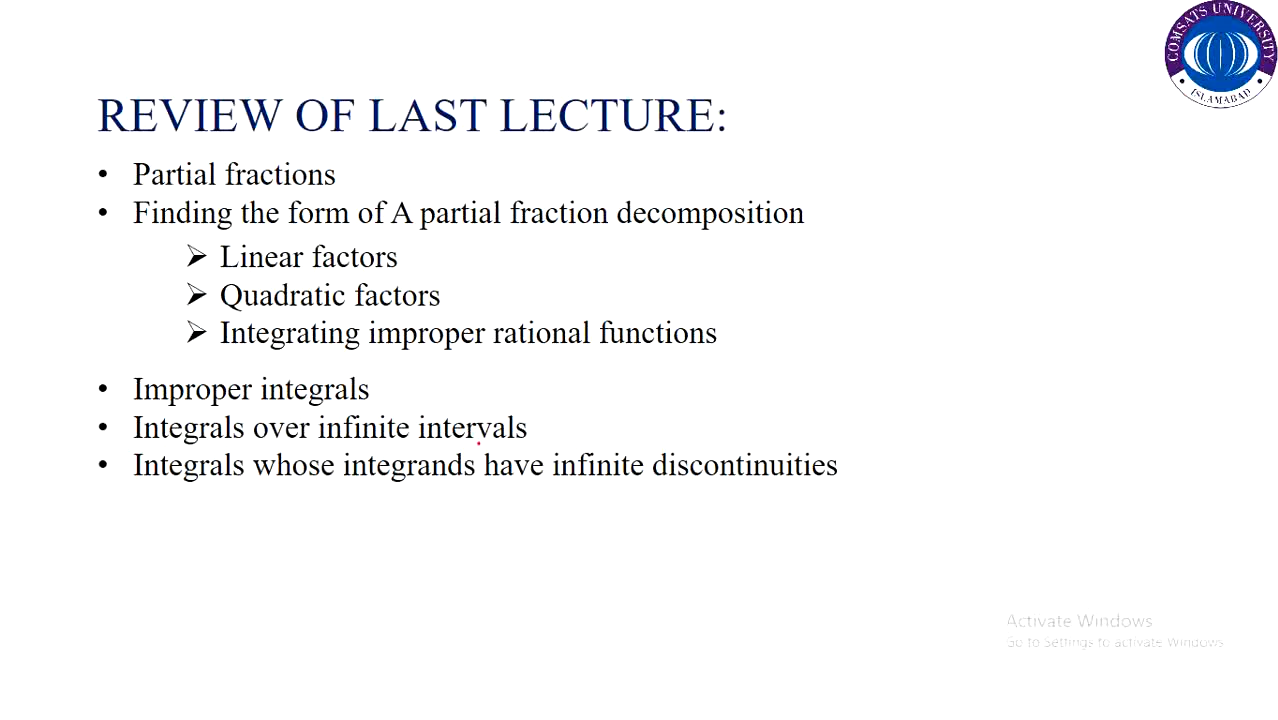 COMSATS UNIVERSITY
ISLAMABAD
REVIEW OF LAST LECTURE:
• Partial fractions
• Finding the form of A partial fraction decomposition
➢ Linear factors
➢ Quadratic factors
➢ Integrating improper rational functions
• Improper integrals
• Integrals over infinite intervals
• Integrals whose integrands have infinite discontinuities
Activate Windows
Go to Settings to activate Windows